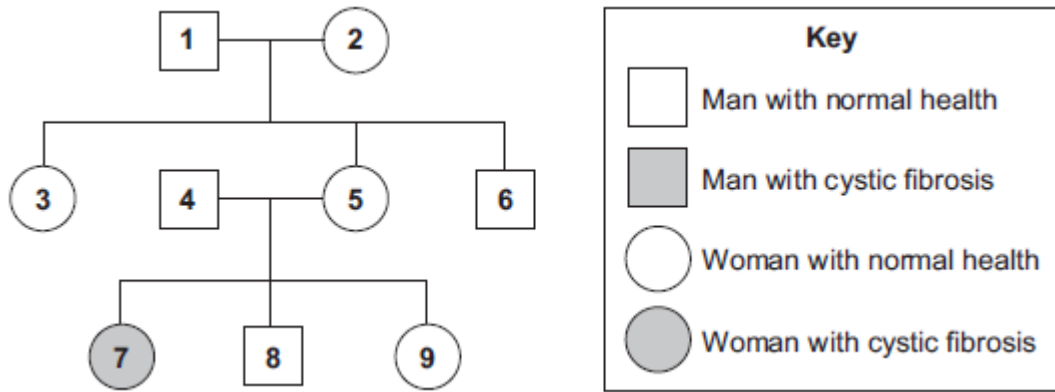 1
2
3
4
5
6
7
8
9
Key
Man with normal health
Man with cystic fibrosis
Woman with normal health
Woman with cystic fibrosis